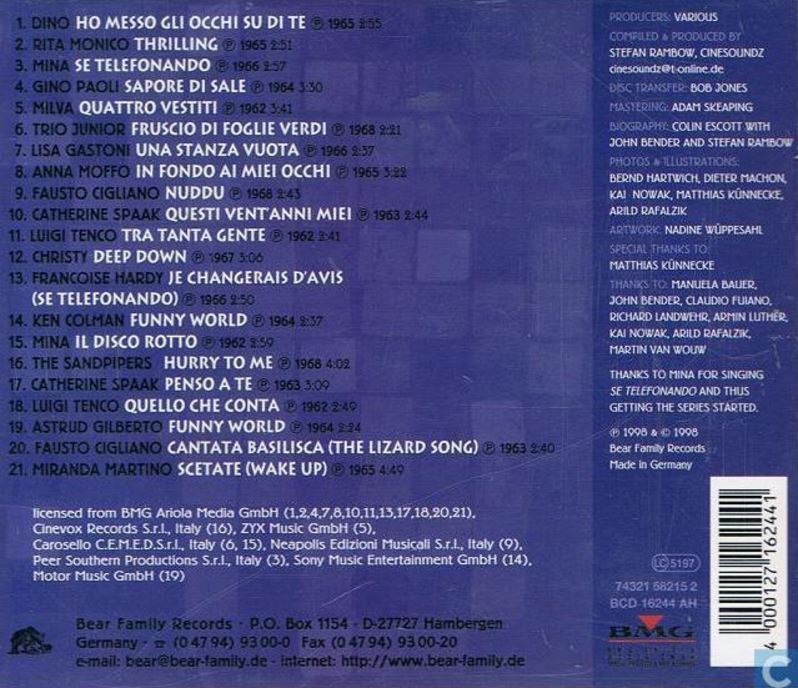 1. DINO HO MESSO GLI OCCHI SU DI TE ℗ 1965 2:55
2. RITA MONICO THRILLING ℗ 1965 2:51
3. MINA SE TELEFONANDO ℗ 1966 2:57
4. GINO PAOLI SAPORE DI SALE ℗ 1964 3:30
5. MILVA QUATTRO VESTITI ℗ 1962 3:41
6. TRIO JUNIOR FRUSCIO DI FOGLIE VERDI ℗ 1968 2:21
7. LISA GASTONI UNA STANZA VUOTA ℗ 1966 2:37
8. ANNA MOFFO IN FONDO AI MIEI OCCHI ℗ 1965 3:22
9. FAUSTO CIGLIANO NUDDU ℗ 1968 2:43
10. CATHERINE SPAAK QUESTI VENT'ANNI MIEI ℗ 1963 2:44
11. LUIGI TENCO TRA TANTA GENTE ℗ 1962 2:41
12. CHRISTY DEEP DOWN ℗ 1967 3:06
13. FRANCOISE HARDY JE CHANGERAIS D'AVIS
(SE TELEFONANDO) ℗ 1966 2:50
14. KEN COLMAN FUNNY WORLD ℗ 1964 2:37
15. MINA IL DISCO ROTTO ℗ 1962 2:59
16. THE SANDPIPERS HURRY TO ME ℗ 1968 4:02
17. CATHERINE SPAAK PENSO A TE ℗ 1963 3:09
18. LUIGI TENCO QUELLO CHE CONTA ℗ 1962 2:49
19. ASTRUD GILBERTO FUNNY WORLD ℗ 1964 2:24
20. FAUSTO CIGLIANO CANTATA BASILISCA (THE LIZARD SONG) ℗ 1963 2:40
21. MIRANDA MARTINO SCETATE (WAKE UP) ℗ 1965 4:49
licensed from BMG Ariola Media GmbH (1,2,4,7,8,10,11,13,17,18,20,21),
Cinevox Records S.r.l., Italy (16), ZYX Music GmbH (5),
Carosello C.E.M.E.D.S.r.l., Italy (6, 15), Neapolis Edizioni Musicali S.r.l., Italy (9),
Peer Southern Productions S.r.l., Italy (3), Sony Music Entertainment GmbH (14),
Motor Music GmbH (19)
Bear Family Records · P.O. Box 1154 · D-27727 Hambergen
Germany · ☏ (0 47 94) 93 00-0 Fax (0 47 94) 93 00-20
e-mail: bear@bear-family.de · internet: http://www.bear-family.de
PRODUCERS: VARIOUS
COMPILED & PRODUCED BY
STEFAN RAMBOW, CINESOUNDZ
cinesoundz@t-online.de
DISC TRANSFER: BOB JONES
MASTERING: ADAM SKEAPING
BIOGRAPHY: COLIN ESCOTT WITH
JOHN BENDER AND STEFAN RAMBOW
PHOTOS & ILLUSTRATIONS:
BERND HARTWICH, DIETER MACHON,
KAI NOWAK, MATTHIAS KÜNNECKE,
ARILD RAFALZIK
ARTWORK: NADINE WÜPPESAHL
SPECIAL THANKS TO:
MATTHIAS KÜNNECKE
THANKS TO: MANUELA BAUER,
JOHN BENDER, CLAUDIO FUIANO,
RICHARD LANDWEHR, ARMIN LUTHER,
KAI NOWAK, ARILD RAFALZIK,
MARTIN VAN WOUW
THANKS TO MINA FOR SINGING
SE TELEFONANDO AND THUS
GETTING THE SERIES STARTED.
℗ 1998 & © 1998
Bear Family Records
Made in Germany
LC 5197
74321 58215 2
BCD 16244 AH
BMG
4 000127 162441
C